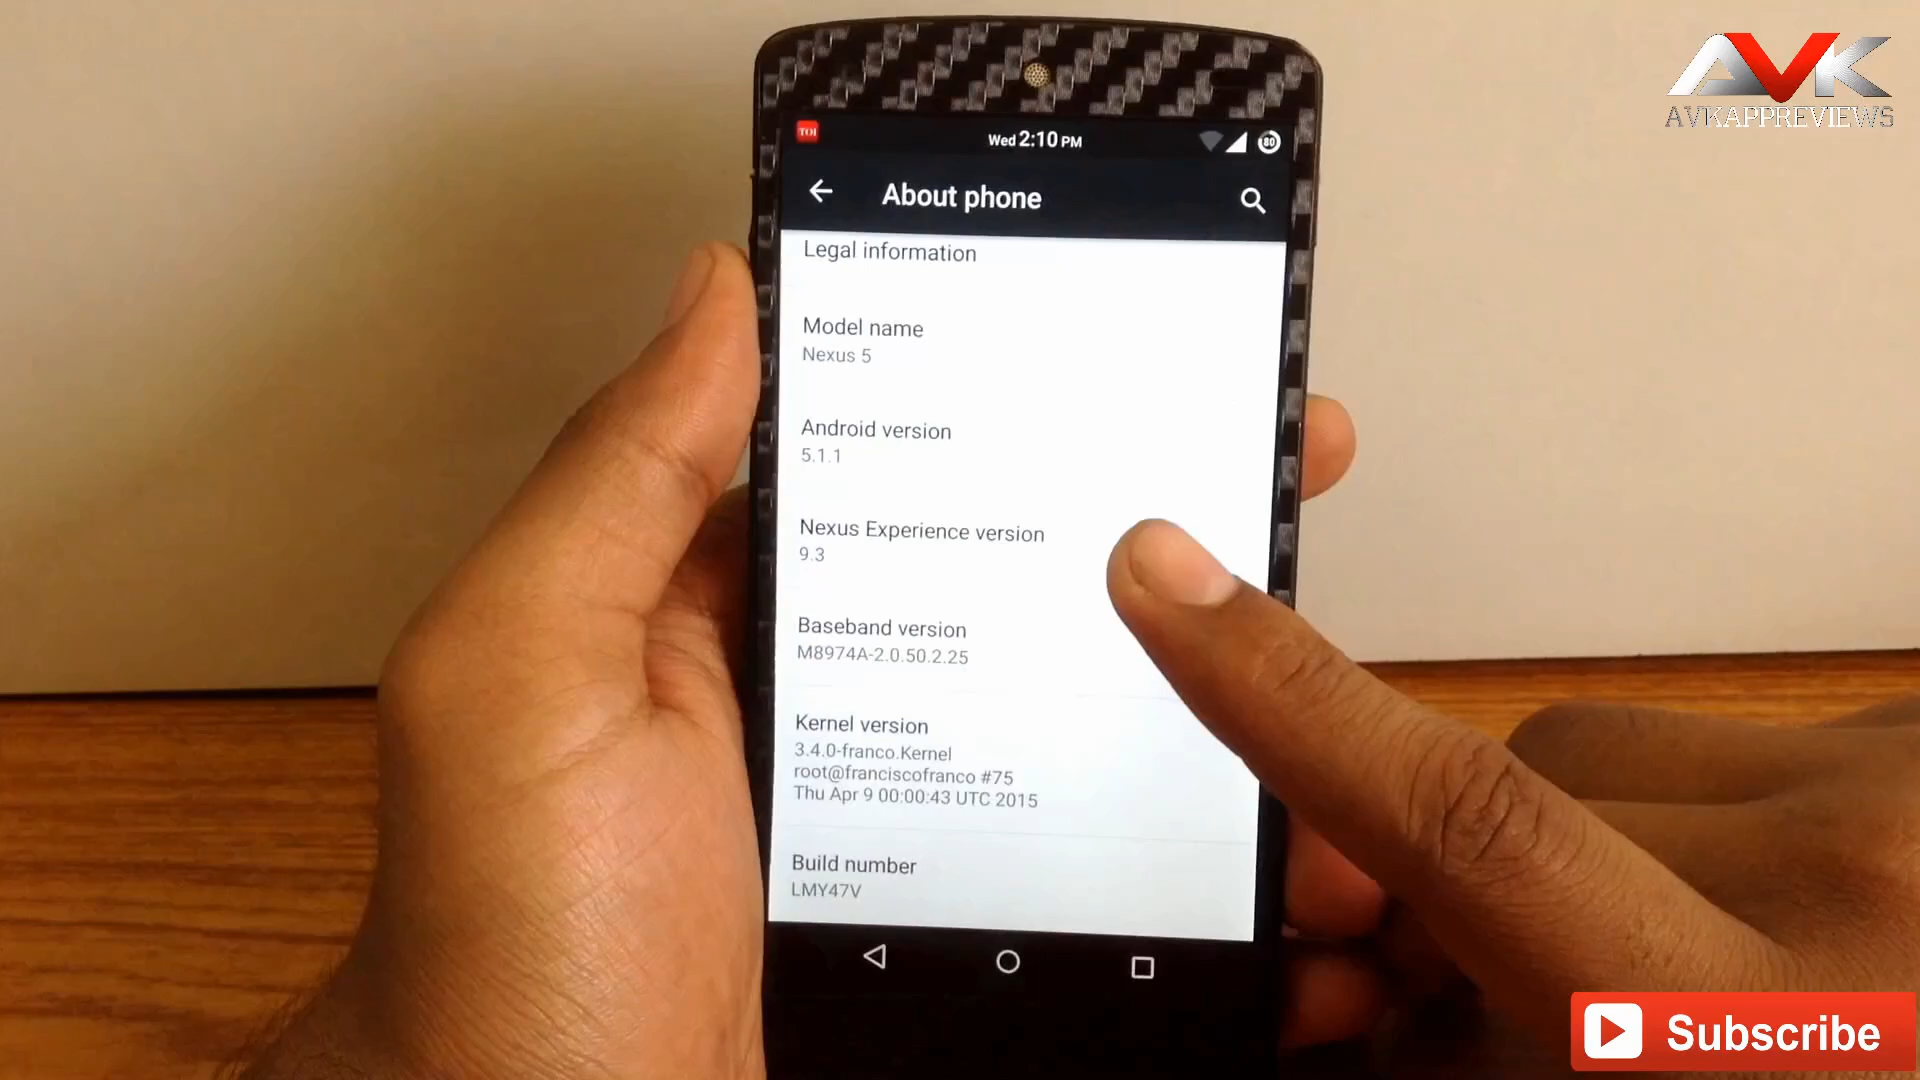 AVK
AVKAPPREVIEWS
TOI
Wed 2:10 PM
80
About phone
Legal information
Model name
Nexus 5
Android version
5.1.1
Nexus Experience version
9.3
Baseband version
M8974A-2.0.50.2.25
Kernel version
3.4.0-franco.Kernel
root@franciscofranco #75
Thu Apr 9 00:00:43 UTC 2015
Build number
LMY47V
Subscribe